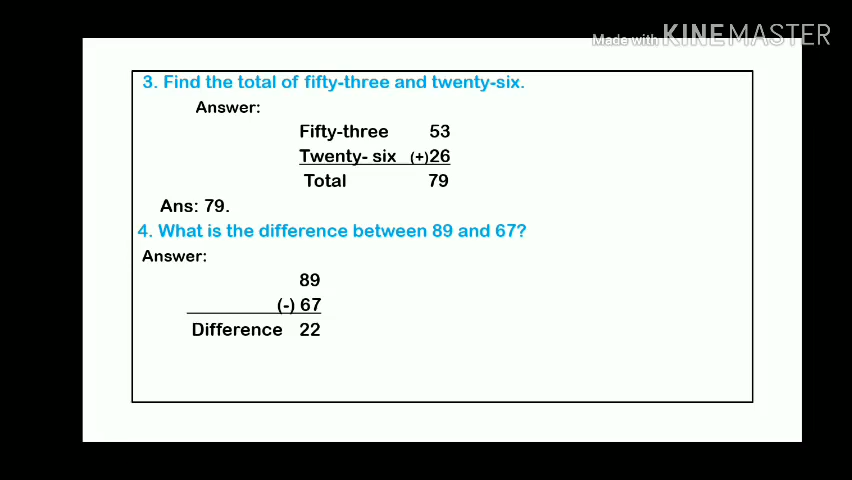 Made with KINEMASTER
3. Find the total of fifty-three and twenty-six.
Answer:
Fifty-three 53
Twenty- six (+)26
Total 79
Ans: 79.
4. What is the difference between 89 and 67?
Answer:
89
(-) 67
Difference 22